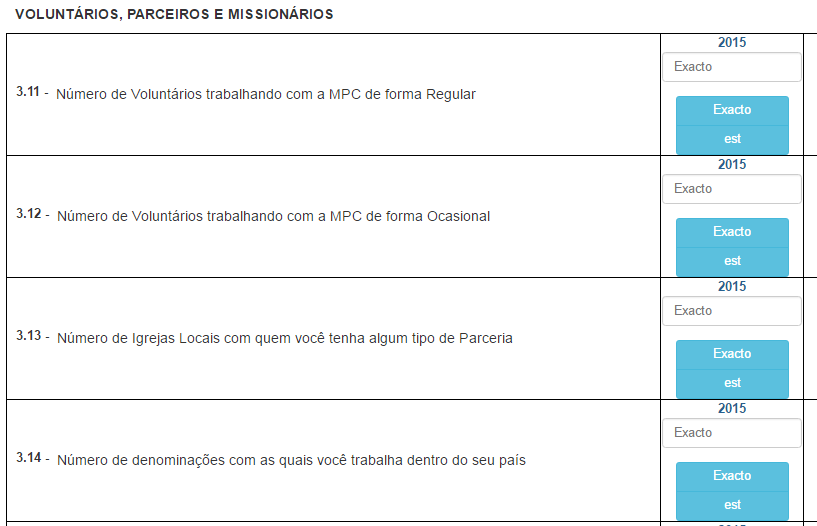 VOLUNTÁRIOS, PARCEIROS E MISSIONÁRIOS
2015
Exacto
3.11 - Número de Voluntários trabalhando com a MPC de forma Regular
Exacto
est
2015
Exacto
3.12 - Número de Voluntários trabalhando com a MPC de forma Ocasional
Exacto
est
2015
Exacto
3.13 - Número de Igrejas Locais com quem você tenha algum tipo de Parceria
Exacto
est
2015
Exacto
3.14 - Número de denominações com as quais você trabalha dentro do seu país
Exacto
est